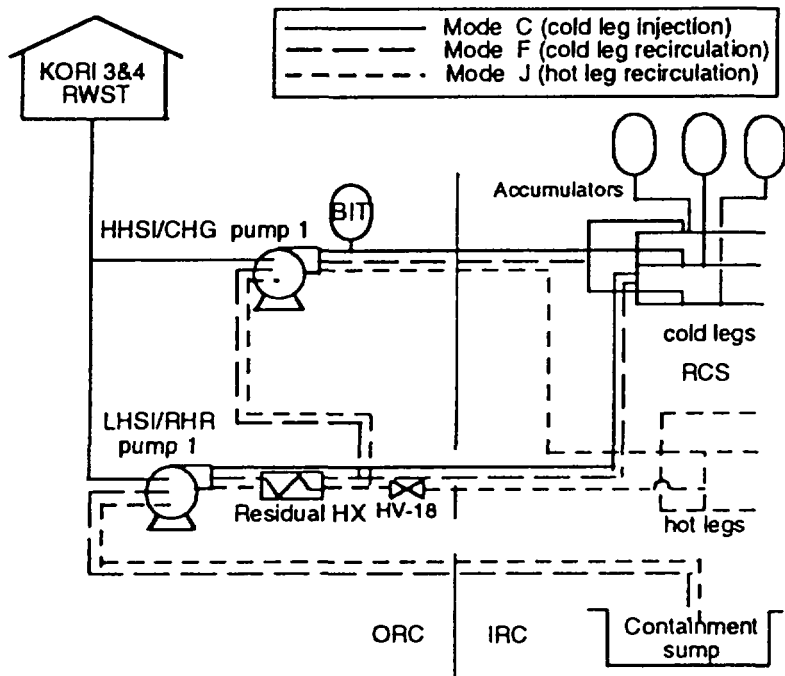 Mode C (cold leg injection)
Mode F (cold leg recirculation)
Mode J (hot leg recirculation)
KORI 3&4
RWST
Accumulators
BIT
HHSI/CHG pump 1
cold legs
RCS
LHSI/RHR
pump 1
Residual HX
HV-18
hot legs
ORC
IRC
Containment
sump